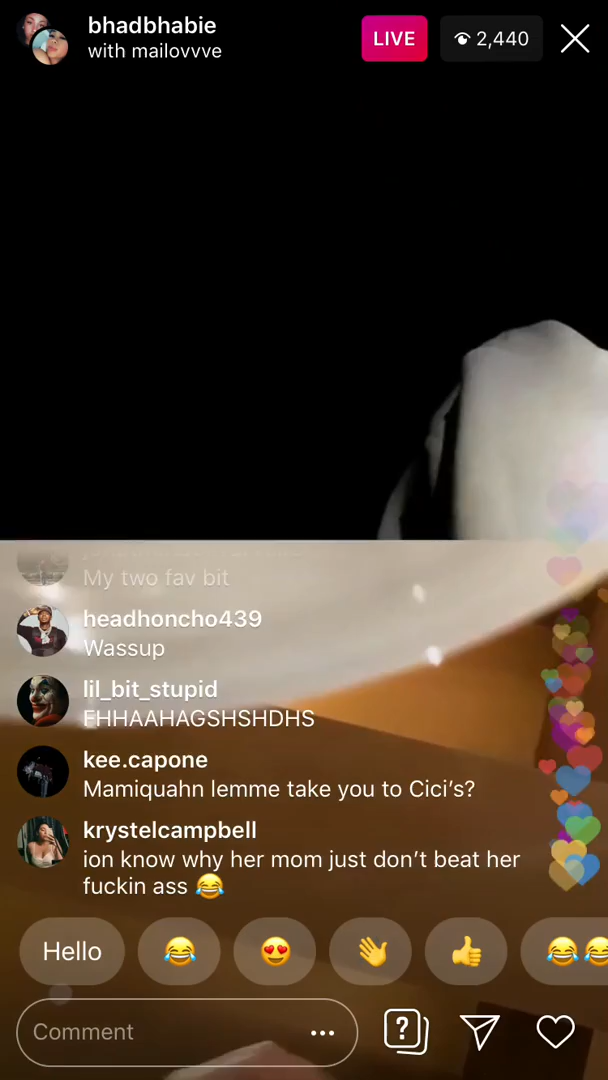 bhadbhabie
with mailovvve
LIVE
2,440
My two fav bit
headhoncho439
Wassup
lil_bit_stupid
FHHAAHAGSHSHDHS
kee.capone
Mamiquahn lemme take you to Cici's?
krystelcampbell
ion know why her mom just don't beat her
fuckin ass 😂
Hello
Comment